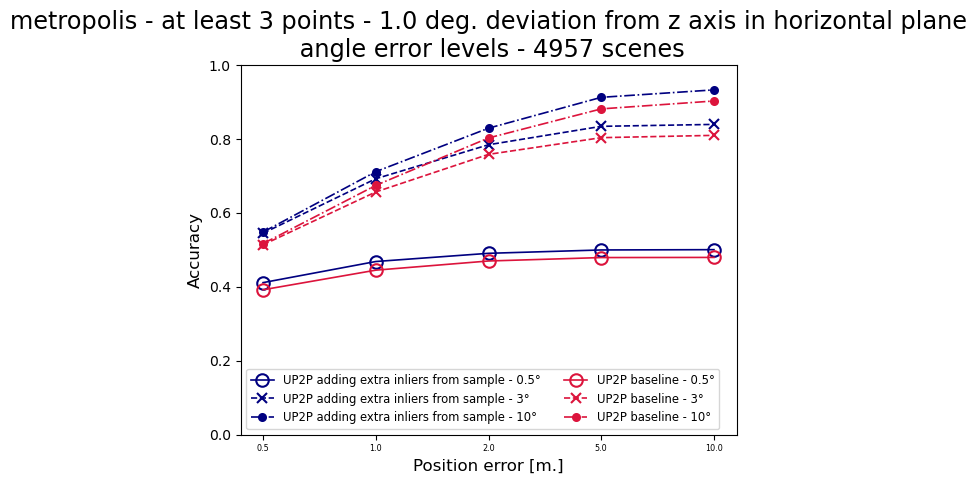 metropolis - at least 3 points - 1.0 deg. deviation from z axis in horizontal plane
angle error levels - 4957 scenes
1.0
0.8
0.6
0.4
0.2
0.0
Accuracy
UP2P adding extra inliers from sample - 0.5°
UP2P adding extra inliers from sample - 3°
UP2P adding extra inliers from sample - 10°
UP2P baseline - 0.5°
UP2P baseline - 3°
UP2P baseline - 10°
0.5 1.0 2.0 5.0 10.0
Position error [m.]